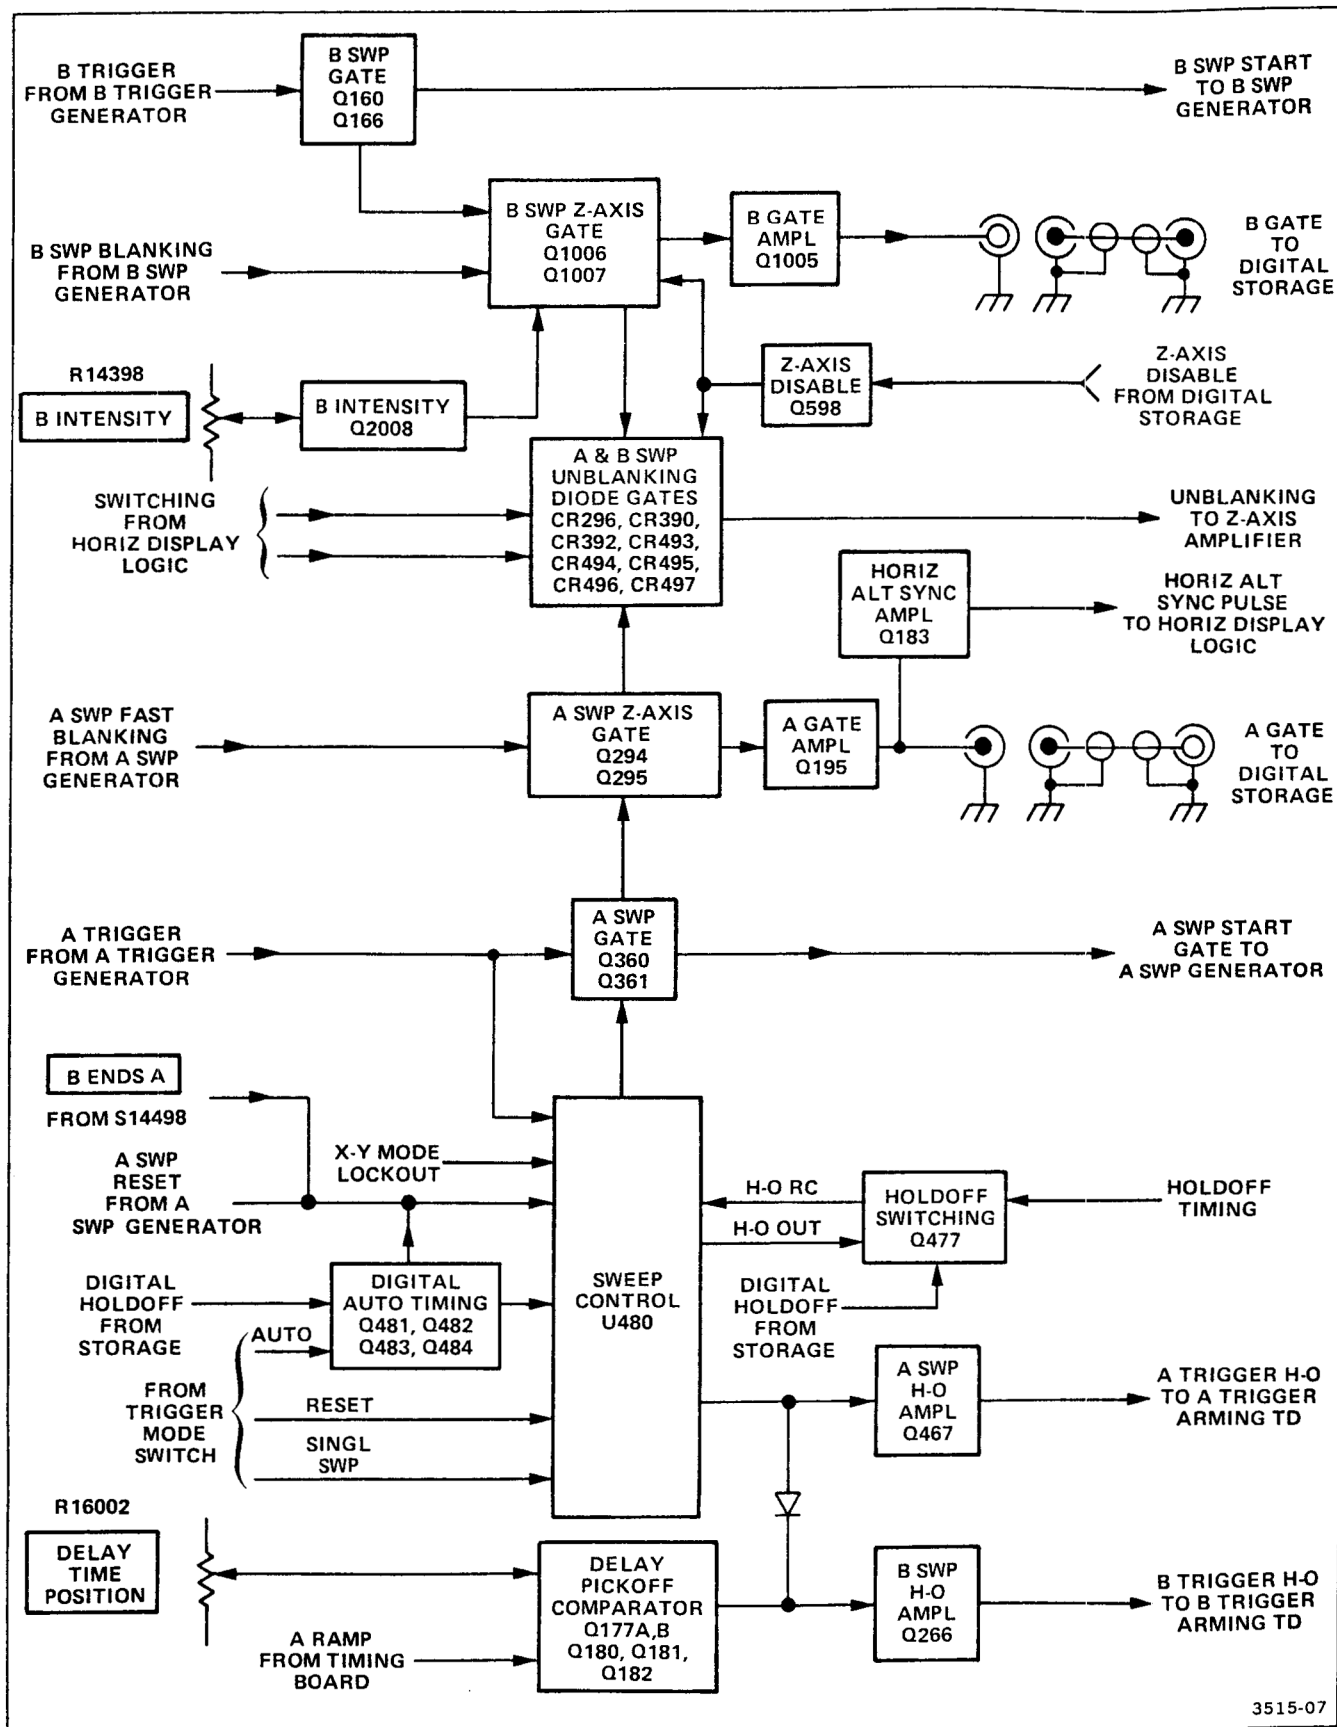 B SWP
GATE
Q160
Q166
B TRIGGER
FROM B TRIGGER
GENERATOR
B SWP START
TO B SWP
GENERATOR
B SWP Z-AXIS
GATE
Q1006
Q1007
B GATE
AMPL
Q1005
B GATE
TO
DIGITAL
STORAGE
B SWP BLANKING
FROM B SWP
GENERATOR
R14398
B INTENSITY
B INTENSITY
Q2008
Z-AXIS
DISABLE
Q598
Z-AXIS
DISABLE
FROM DIGITAL
STORAGE
A & B SWP
UNBLANKING
DIODE GATES
CR296, CR390,
CR392, CR493,
CR494, CR495,
CR496, CR497
SWITCHING
FROM
HORIZ DISPLAY
LOGIC
UNBLANKING
TO Z-AXIS
AMPLIFIER
HORIZ
ALT SYNC
AMPL
Q183
HORIZ ALT
SYNC PULSE
TO HORIZ DISPLAY
LOGIC
A SWP FAST
BLANKING
FROM A SWP
GENERATOR
A SWP Z-AXIS
GATE
Q294
Q295
A GATE
AMPL
Q195
A GATE
TO
DIGITAL
STORAGE
A TRIGGER
FROM A TRIGGER
GENERATOR
A SWP
GATE
Q360
Q361
A SWP START
GATE TO
A SWP GENERATOR
B ENDS A
FROM S14498
X-Y MODE
LOCKOUT
A SWP
RESET
FROM A
SWP GENERATOR
H-O RC
H-O OUT
HOLDOFF
SWITCHING
Q477
HOLDOFF
TIMING
DIGITAL
HOLDOFF
FROM
STORAGE
DIGITAL
AUTO TIMING
Q481, Q482
Q483, Q484
SWEEP
CONTROL
U480
DIGITAL
HOLDOFF
FROM
STORAGE
AUTO
FROM
TRIGGER
MODE
SWITCH
RESET
SINGL
SWP
A SWP
H-O
AMPL
Q467
A TRIGGER H-O
TO A TRIGGER
ARMING TD
R16002
DELAY
TIME
POSITION
DELAY
PICKOFF
COMPARATOR
Q177A,B
Q180, Q181,
Q182
B SWP
H-O
AMPL
Q266
B TRIGGER H-O
TO B TRIGGER
ARMING TD
A RAMP
FROM TIMING
BOARD
3515-07